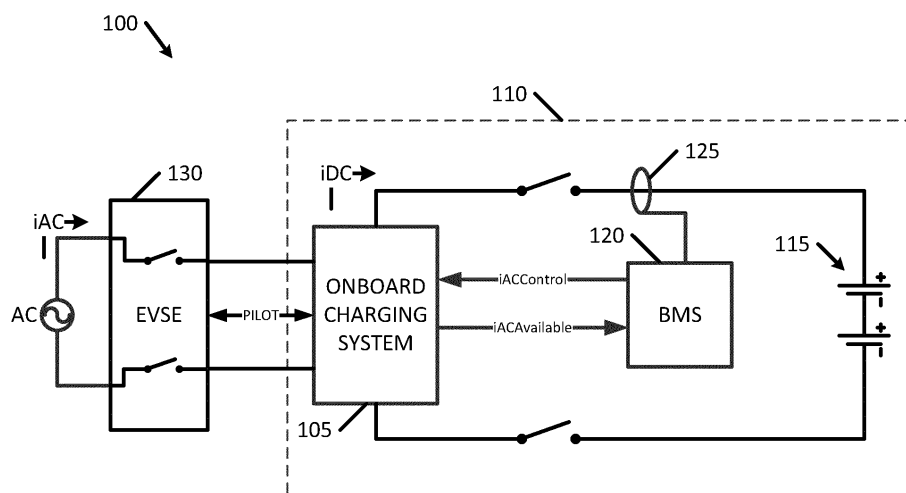 100
110
130
iDC
125
iAC
120
115
ONBOARD
CHARGING
SYSTEM
iACControl
AC
EVSE
PILOT
iACAvailable
BMS
+
+
105